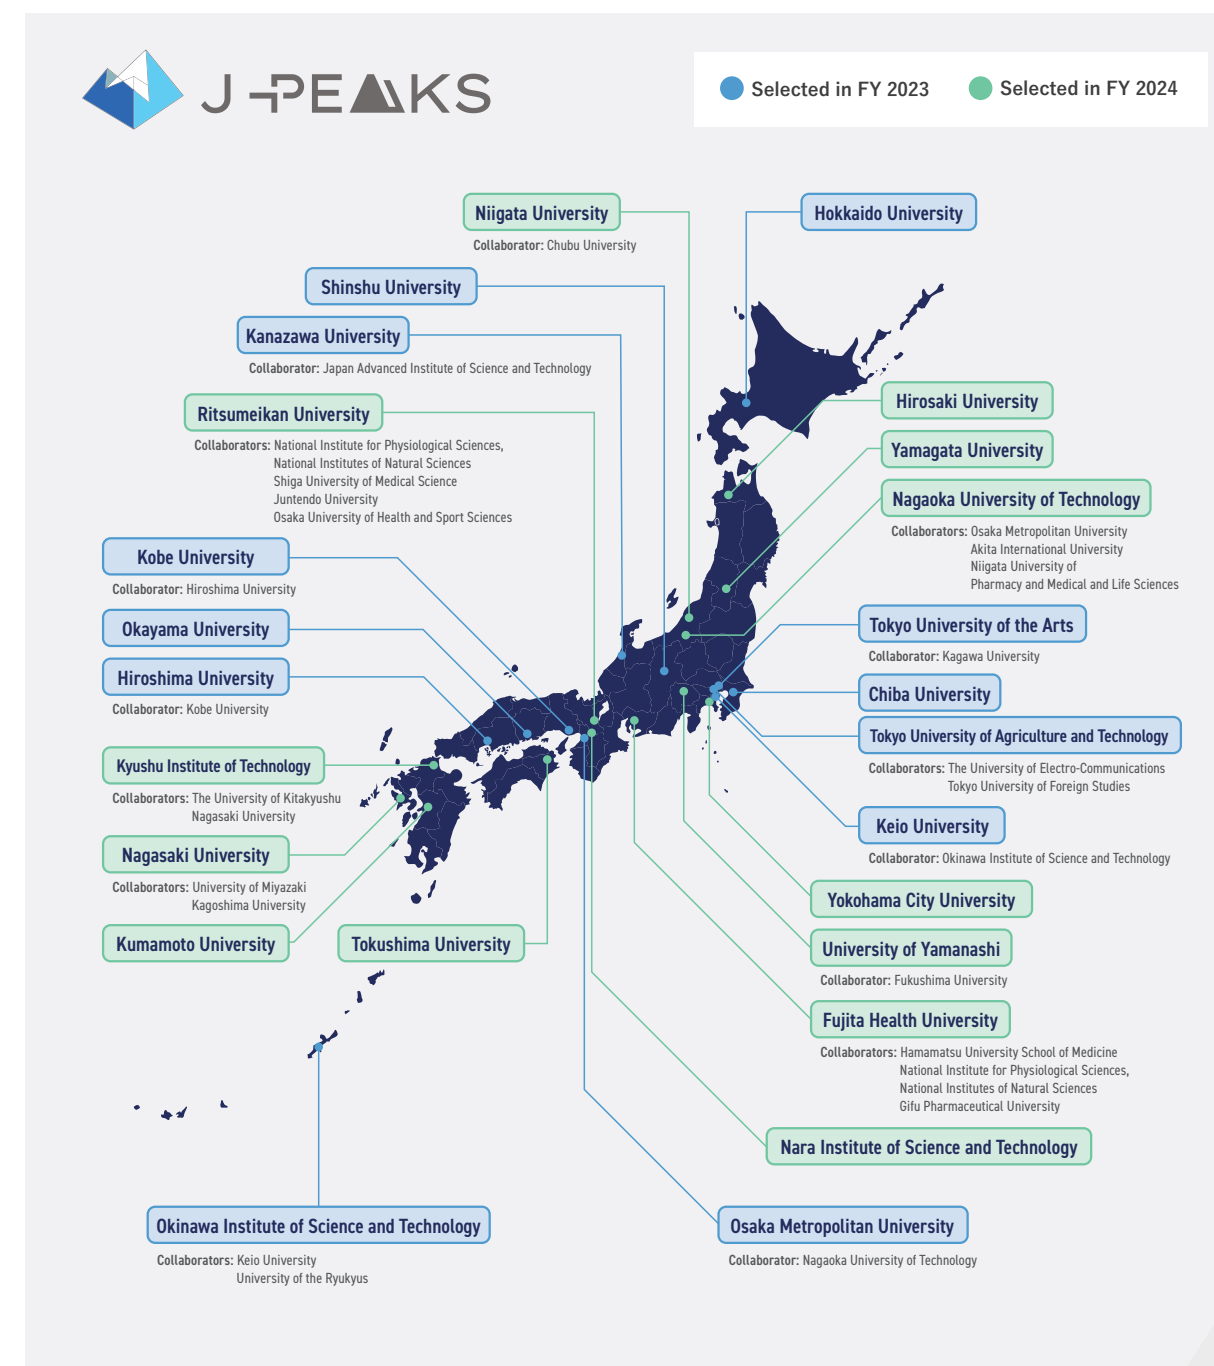 J-PEAKS
Selected in FY 2023
Selected in FY 2024
Niigata University
Collaborator: Chubu University
Hokkaido University
Shinshu University
Kanazawa University
Collaborator: Japan Advanced Institute of Science and Technology
Ritsumeikan University
Collaborators: National Institute for Physiological Sciences,
National Institutes of Natural Sciences
Shiga University of Medical Science
Juntendo University
Osaka University of Health and Sport Sciences
Hirosaki University
Yamagata University
Nagaoka University of Technology
Collaborators: Osaka Metropolitan University
Akita International University
Niigata University of
Pharmacy and Medical and Life Sciences
Kobe University
Collaborator: Hiroshima University
Okayama University
Hiroshima University
Collaborator: Kobe University
Tokyo University of the Arts
Collaborator: Kagawa University
Chiba University
Tokyo University of Agriculture and Technology
Collaborators: The University of Electro-Communications
Tokyo University of Foreign Studies
Kyushu Institute of Technology
Collaborators: The University of Kitakyushu
Nagasaki University
Keio University
Collaborator: Okinawa Institute of Science and Technology
Nagasaki University
Collaborators: University of Miyazaki
Kagoshima University
Kumamoto University
Tokushima University
Yokohama City University
University of Yamanashi
Collaborator: Fukushima University
Fujita Health University
Collaborators: Hamamatsu University School of Medicine
National Institute for Physiological Sciences,
National Institutes of Natural Sciences
Gifu Pharmaceutical University
Nara Institute of Science and Technology
Okinawa Institute of Science and Technology
Collaborators: Keio University
University of the Ryukyus
Osaka Metropolitan University
Collaborator: Nagaoka University of Technology